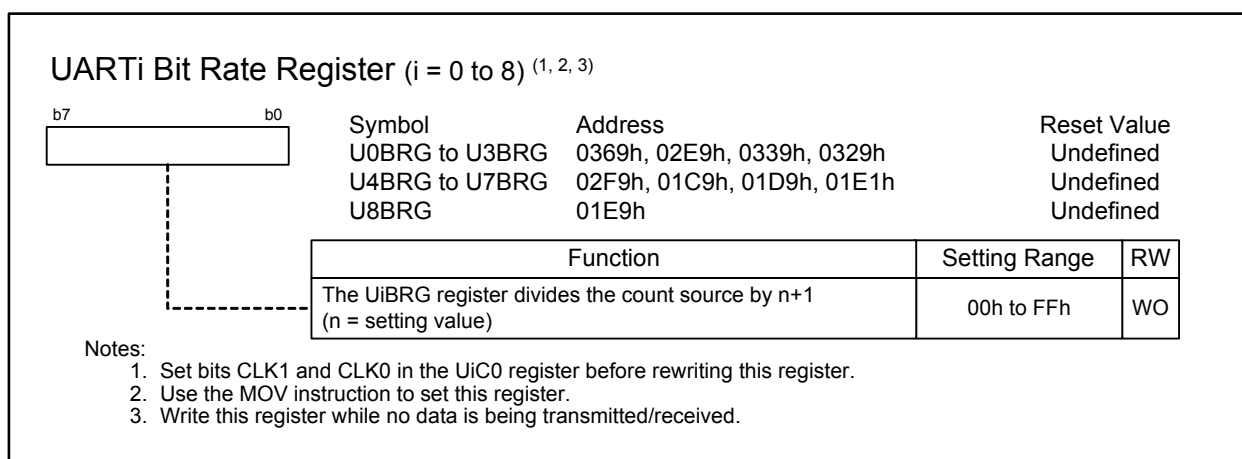 UARTi Bit Rate Register (i = 0 to 8) (1, 2, 3)
b7 b0
Symbol Address Reset Value
U0BRG to U3BRG 0369h, 02E9h, 0339h, 0329h Undefined
U4BRG to U7BRG 02F9h, 01C9h, 01D9h, 01E1h Undefined
U8BRG 01E9h Undefined
Function Setting Range RW
The UiBRG register divides the count source by n+1
(n = setting value) 00h to FFh WO
Notes:
1. Set bits CLK1 and CLK0 in the UiC0 register before rewriting this register.
2. Use the MOV instruction to set this register.
3. Write this register while no data is being transmitted/received.